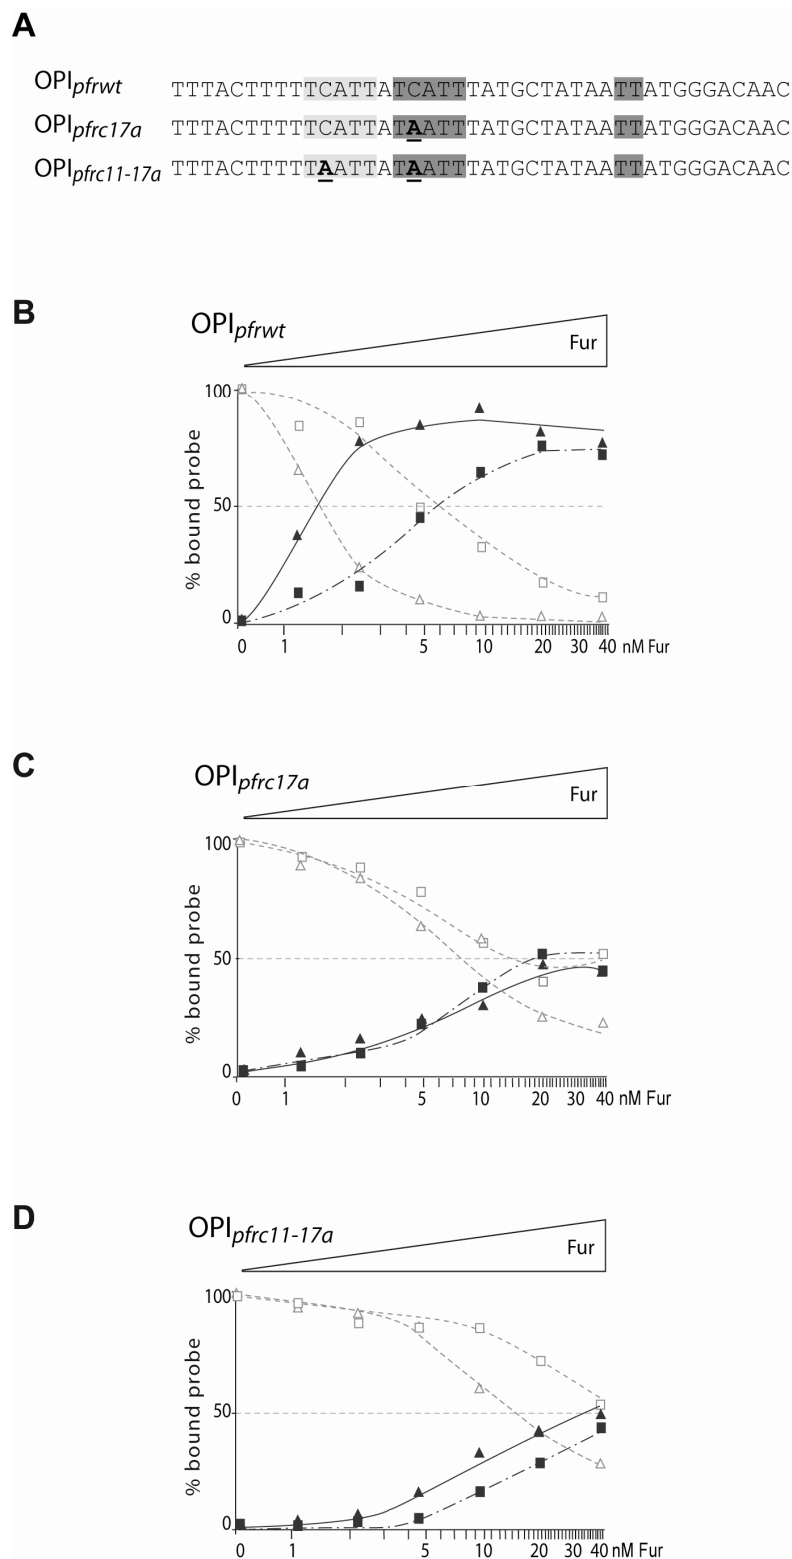 A
OPIpfrwt TTTACTTTTTCATTATCATTTATGCTATAATTATGGGACAAC
OPIpfrc17a TTTACTTTTTCATTATAATTTATGCTATAATTATGGGACAAC
OPIpfrc11-17a TTTACTTTTTAATTATAATTTATGCTATAATTATGGGACAAC
B
OPIpfrwt
Fur
% bound probe
100
50
0
0 1 5 10 20 30 40 nM Fur
C
OPIpfrc17a
Fur
% bound probe
100
50
0
0 1 5 10 20 30 40 nM Fur
D
OPIpfrc11-17a
Fur
% bound probe
100
50
0
0 1 5 10 20 30 40 nM Fur